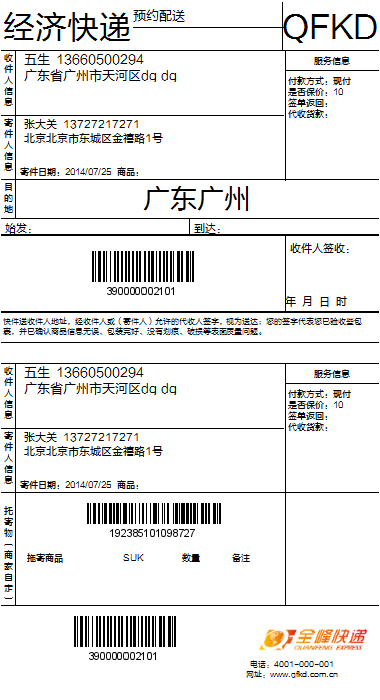 经济快递 预约配送 QFKD
收件人信息
五生 13660500294
广东省广州市天河区dg dg
服务信息
付款方式：现付
是否保价：10
签单返回：
代收货款：
寄件人信息
张大关 13727217271
北京北京市东城区金禧路1号
寄件日期：2014/07/25 商品：
目的地
广东广州
始发： 到达：
390000002101
收件人签收：
年 月 日 时
快件送收件人地址，经收件人或（寄件人）允许的代收人签字，视为送达；您的签字代表您已验收些包
裹，并已确认商品信息无误、包装完好、没有划痕、破损等表面质量问题。
收件人信息
五生 13660500294
广东省广州市天河区dg dg
服务信息
付款方式：现付
是否保价：10
签单返回：
代收货款：
寄件人信息
张大关 13727217271
北京北京市东城区金禧路1号
寄件日期：2014/07/25 商品：
托寄物（商家自定）
192385101098727
拖寄商品 SUK 数量 备注
390000002101
全峰快递
QUANFENG EXPRESS
电话：4001-000-001
网址：www.qfkd.com.cn